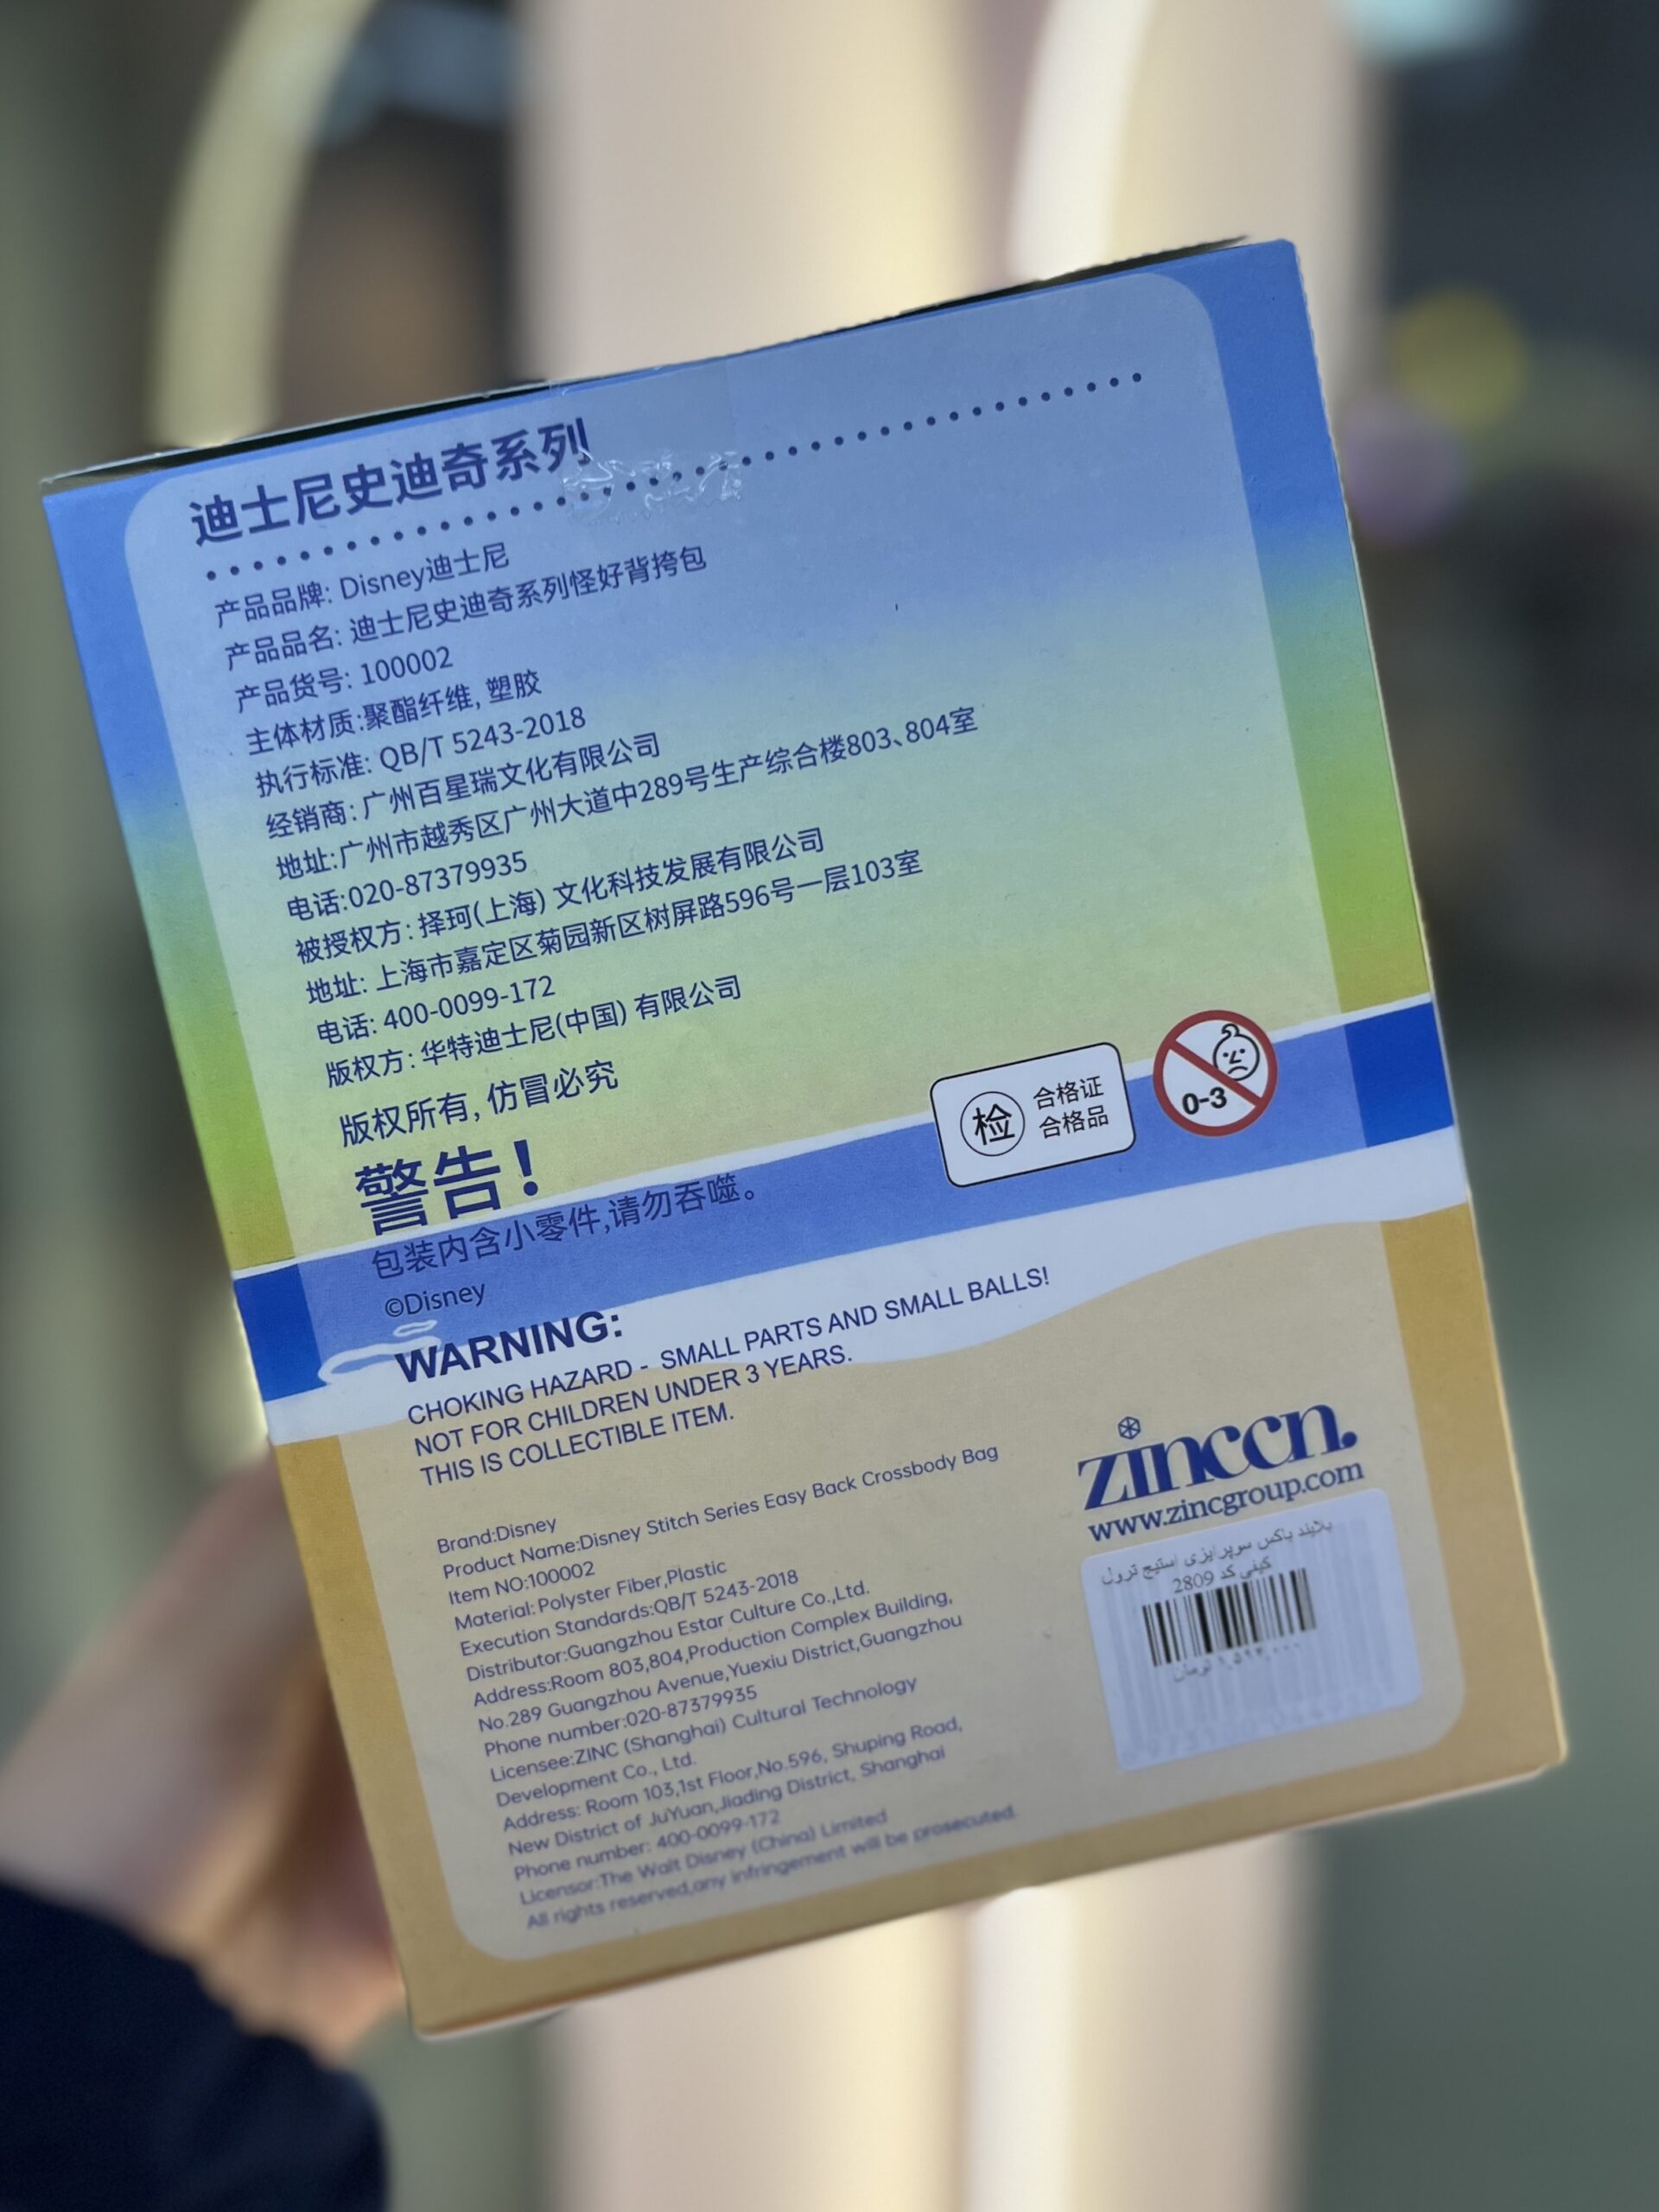 迪士尼史迪奇系列
产品品牌: Disney迪士尼
产品品名: 迪士尼史迪奇系列怪好背挎包
产品货号: 100002
主体材质:聚酯纤维, 塑胶
执行标准: QB/T 5243-2018
经销商: 广州百星瑞文化有限公司
地址:广州市越秀区广州大道中289号生产综合楼803、804室
电话:020-87379935
被授权方: 择珂(上海) 文化科技发展有限公司
地址: 上海市嘉定区菊园新区树屏路596号一层103室
电话: 400-0099-172
版权方: 华特迪士尼(中国) 有限公司
版权所有, 仿冒必究
检
合格证
合格品
0-3
警告!
包装内含小零件,请勿吞噬。
©Disney
WARNING:
CHOKING HAZARD - SMALL PARTS AND SMALL BALLS!
NOT FOR CHILDREN UNDER 3 YEARS.
THIS IS COLLECTIBLE ITEM.
Brand:Disney
Product Name:Disney Stitch Series Easy Back Crossbody Bag
Item NO:100002
Material: Polyster Fiber,Plastic
Execution Standards:QB/T 5243-2018
Distributor:Guangzhou Estar Culture Co.,Ltd.
Address:Room 803,804,Production Complex Building,
No.289 Guangzhou Avenue,Yuexiu District,Guangzhou
Phone number:020-87379935
Licensee:ZINC (Shanghai) Cultural Technology
Development Co., Ltd.
Address: Room 103,1st Floor,No.596, Shuping Road,
New District of JuYuan,Jiading District, Shanghai
Phone number: 400-0099-172
Licensor:The Walt Disney (China) Limited
All rights reserved,any infringement will be prosecuted.
zinccn.
www.zincgroup.com
بلایند باکس سوپرایزی استیچ ترول
کیفی کد 2809
تومان